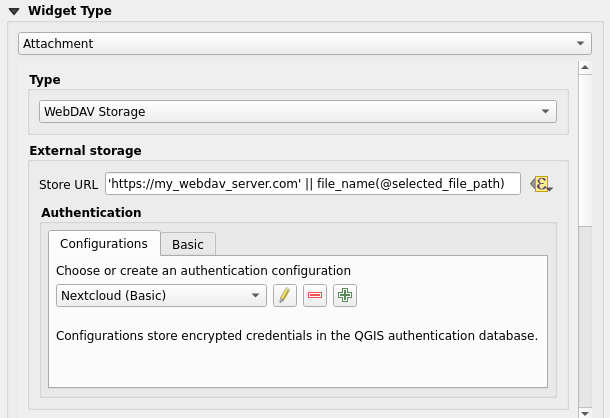 Widget Type
Attachment
Type
WebDAV Storage
External storage
Store URL 'https://my_webdav_server.com' || file_name(@selected_file_path) ε
Authentication
Configurations Basic
Choose or create an authentication configuration
Nextcloud (Basic)
Configurations store encrypted credentials in the QGIS authentication database.